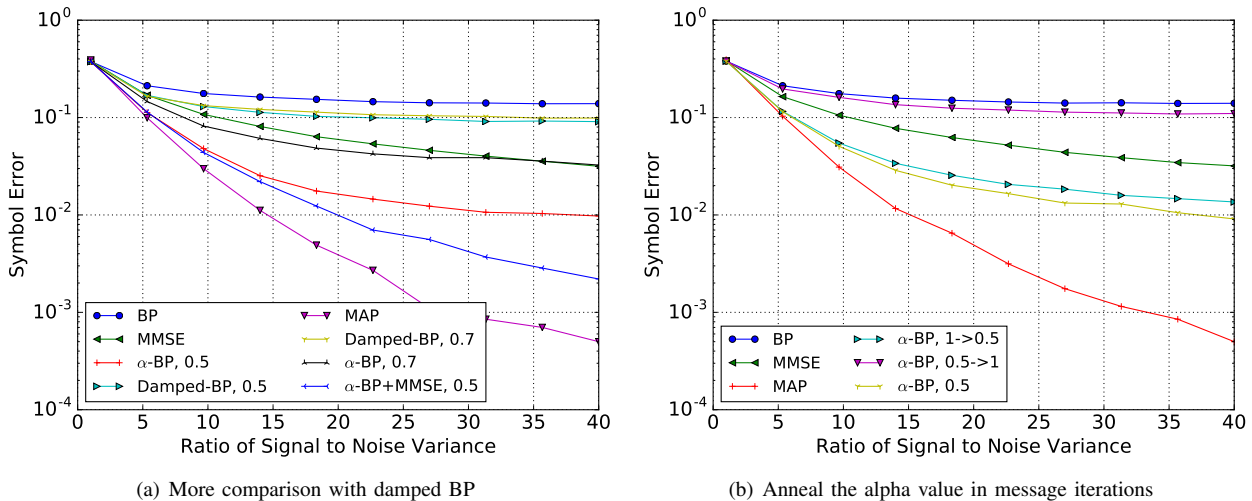 10^0
10^-1
10^-2
10^-3
10^-4
Symbol Error
0 5 10 15 20 25 30 35 40
Ratio of Signal to Noise Variance
BP
MMSE
α-BP, 0.5
Damped-BP, 0.5
MAP
Damped-BP, 0.7
α-BP, 0.7
α-BP+MMSE, 0.5
(a) More comparison with damped BP
10^0
10^-1
10^-2
10^-3
10^-4
Symbol Error
0 5 10 15 20 25 30 35 40
Ratio of Signal to Noise Variance
BP
MMSE
MAP
α-BP, 1->0.5
α-BP, 0.5->1
α-BP, 0.5
(b) Anneal the alpha value in message iterations